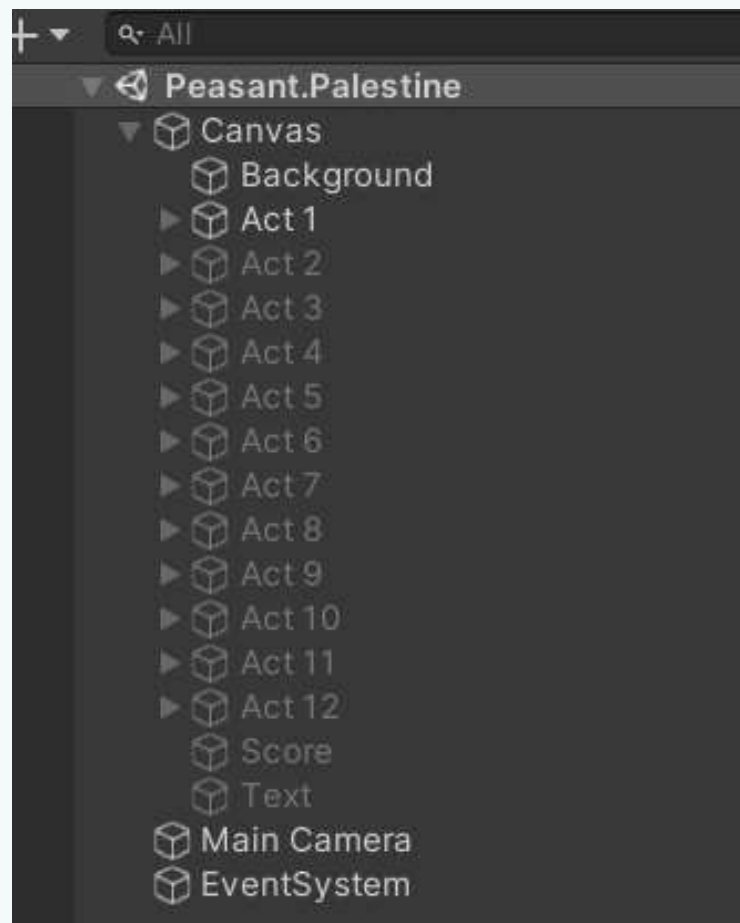 All
Peasant.Palestine
Canvas
Background
Act 1
Act 2
Act 3
Act 4
Act 5
Act 6
Act 7
Act 8
Act 9
Act 10
Act 11
Act 12
Score
Text
Main Camera
EventSystem